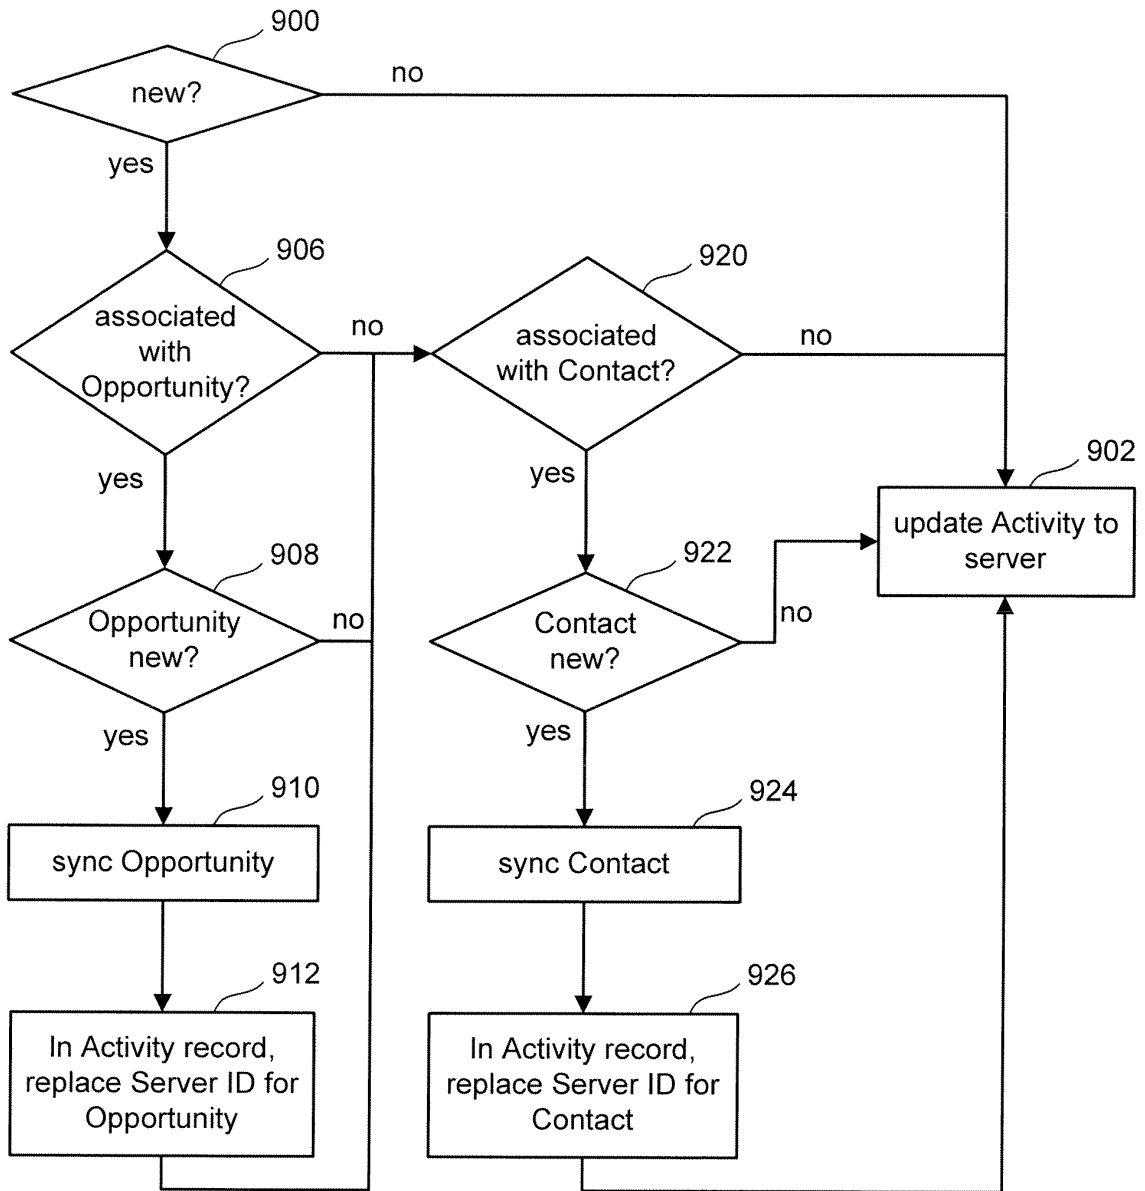 900
new?
no
yes
906
associated
with
Opportunity?
no
920
associated
with Contact?
no
yes
yes
902
update Activity to
server
908
Opportunity
new?
no
922
Contact
new?
no
yes
yes
910
sync Opportunity
924
sync Contact
912
In Activity record,
replace Server ID for
Opportunity
926
In Activity record,
replace Server ID for
Contact